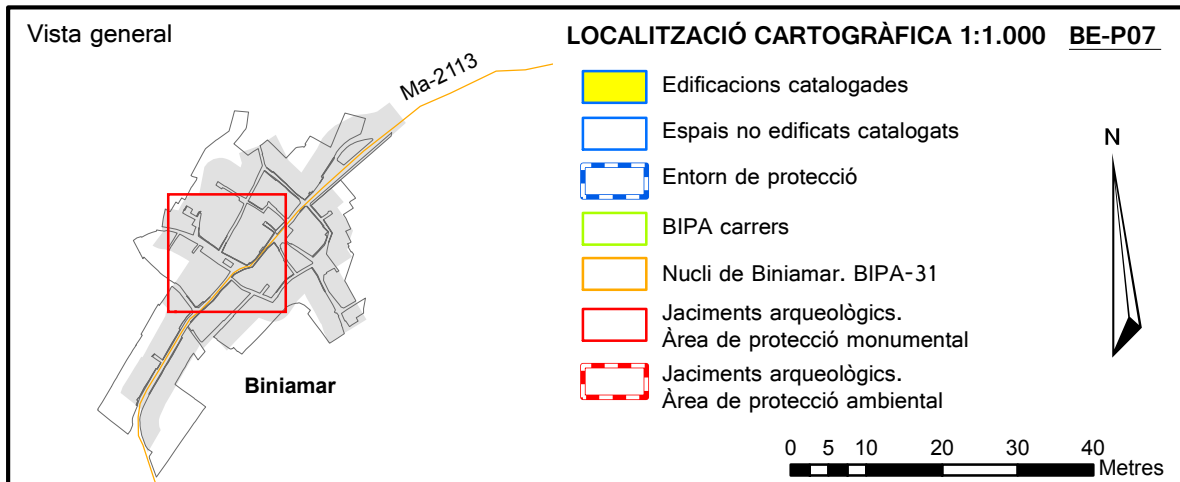 Vista general
LOCALITZACIÓ CARTOGRÀFICA 1:1.000 BE-P07
Ma-2113
Biniamar
Edificacions catalogades
Espais no edificats catalogats
Entorn de protecció
BIPA carrers
Nucli de Biniamar. BIPA-31
Jaciments arqueològics.
Àrea de protecció monumental
Jaciments arqueològics.
Àrea de protecció ambiental
N
0 5 10 20 30 40
Metres